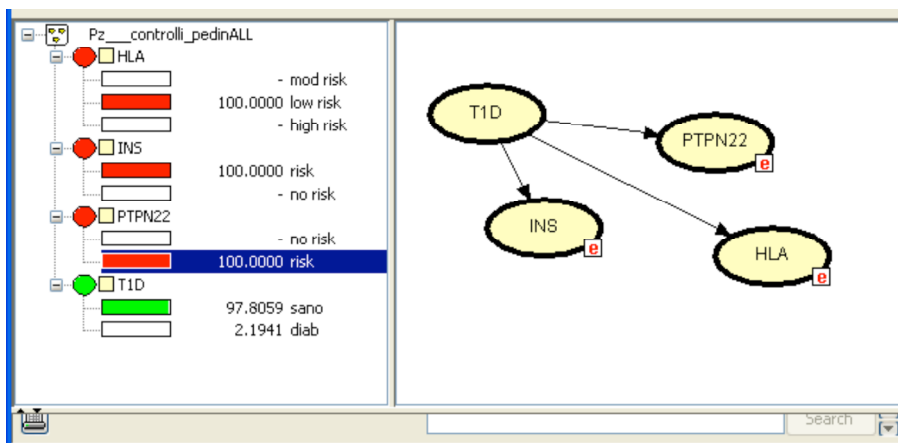 Pz___controlli_pedinALL
HLA
- mod risk
100.0000 low risk
- high risk
INS
100.0000 risk
- no risk
PTPN22
- no risk
100.0000 risk
T1D
97.8059 sano
2.1941 diab
T1D
PTPN22
e
INS
e
HLA
e
Search